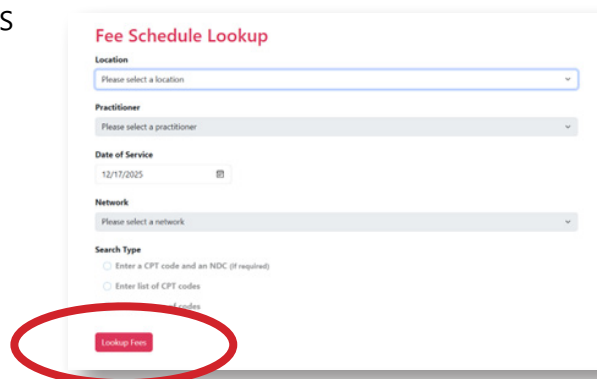 S
Fee Schedule Lookup
Location
Please select a location
Practitioner
Please select a practitioner
Date of Service
12/17/2025
Network
Please select a network
Search Type
Enter a CPT code and an NDC (if required)
Enter list of CPT codes
of codes
Lookup Fees